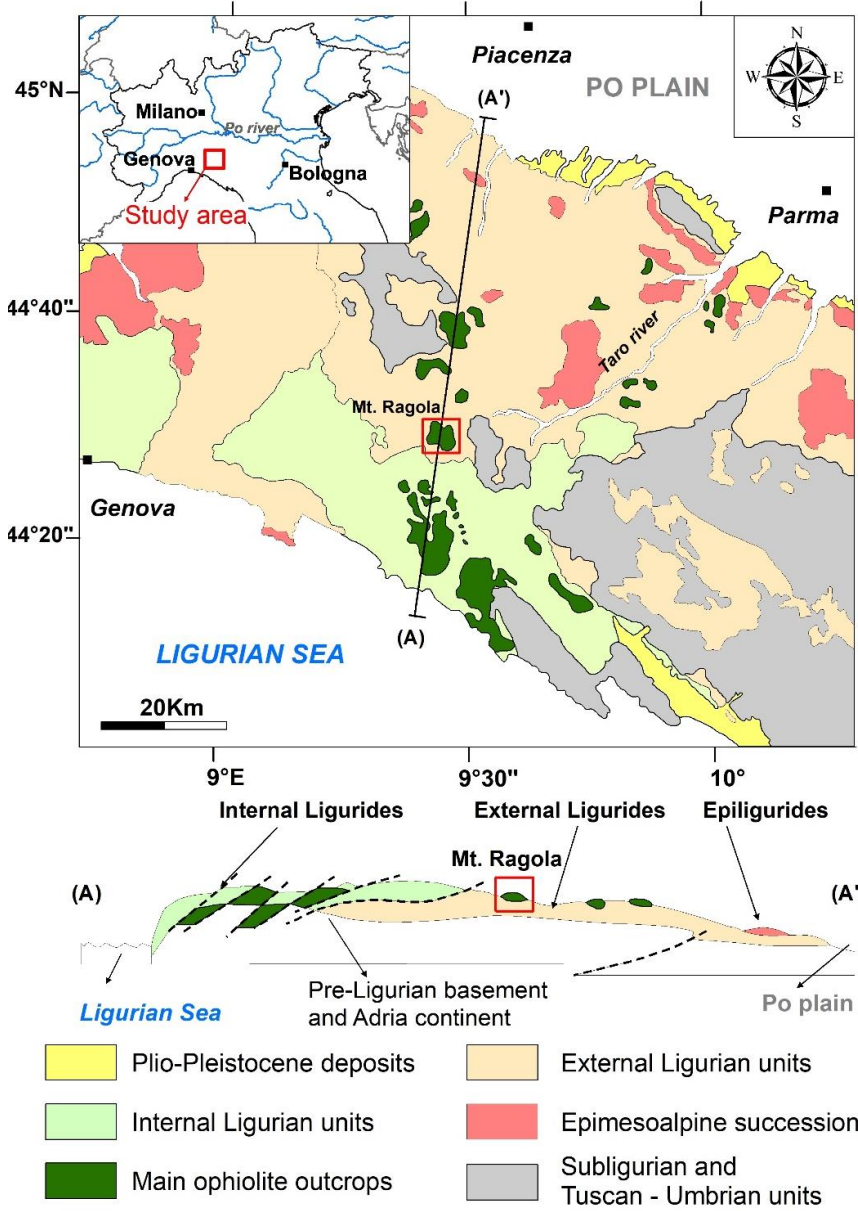 Piacenza
N
W E
S
45°N
(A')
PO PLAIN
Milano
Po river
Genova
Bologna
Study area
Parma
44°40"
Taro river
Mt. Ragola
Genova
44°20"
(A)
LIGURIAN SEA
20Km
9°E
9°30"
10°
Internal Ligurides
External Ligurides
Epiligurides
Mt. Ragola
(A)
(A'
Pre-Ligurian basement
and Adria continent
Ligurian Sea
Po plain
Plio-Pleistocene deposits
External Ligurian units
Internal Ligurian units
Epimesoalpine succession
Main ophiolite outcrops
Subligurian and
Tuscan - Umbrian units